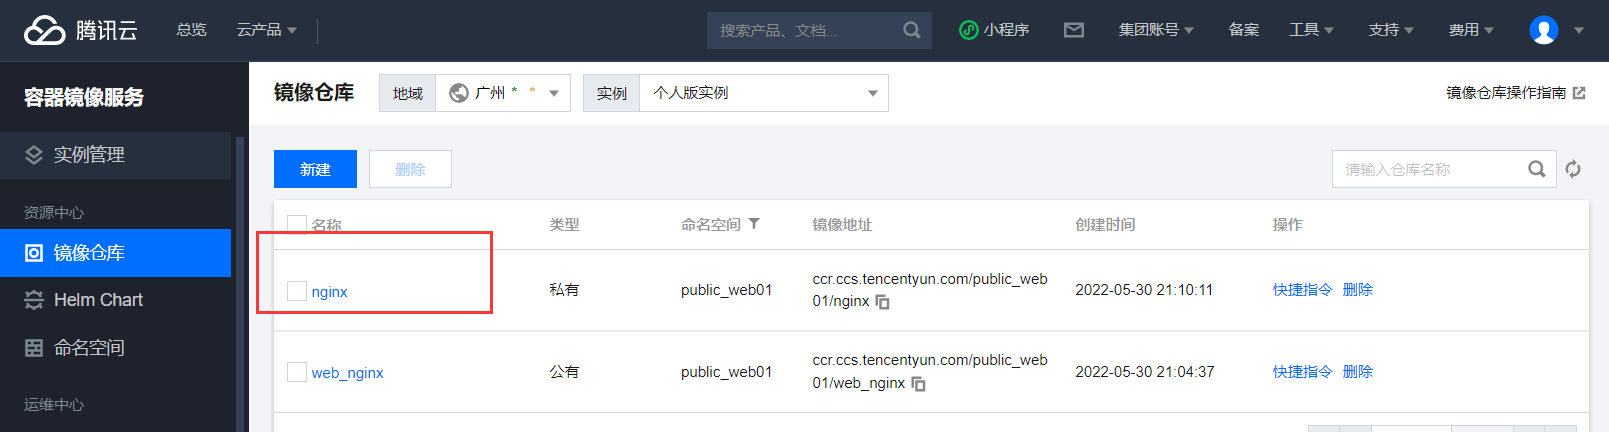 腾讯云 总览 云产品 搜索产品、文档... 小程序 集团账号 备案 工具 支持 费用
容器镜像服务
实例管理
资源中心
镜像仓库
Helm Chart
命名空间
运维中心
镜像仓库 地域 广州 * * 实例 个人版实例 镜像仓库操作指南
新建 删除 请输入仓库名称
名称 类型 命名空间 镜像地址 创建时间 操作
nginx 私有 public_web01 ccr.ccs.tencentyun.com/public_web 2022-05-30 21:10:11 快捷指令 删除
01/nginx
web_nginx 公有 public_web01 ccr.ccs.tencentyun.com/public_web 2022-05-30 21:04:37 快捷指令 删除
01/web_nginx